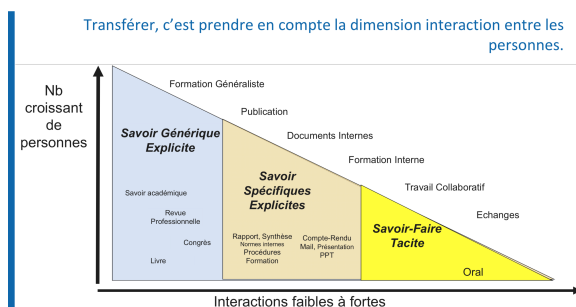 Transférer, c'est prendre en compte la dimension interaction entre les
personnes.
Nb
croissant
de
personnes
Formation Généraliste
Publication
Documents Internes
Formation Interne
Travail Collaboratif
Echanges
Savoir Générique
Explicite
Savoir académique
Revue
Professionnelle
Congrés
Livre
Savoir
Spécifiques
Explicites
Rapport, Synthèse
Normes internes
Procédures
Formation
Compte-Rendu
Mail, Présentation
PPT
Savoir-Faire
Tacite
Oral
Interactions faibles à fortes